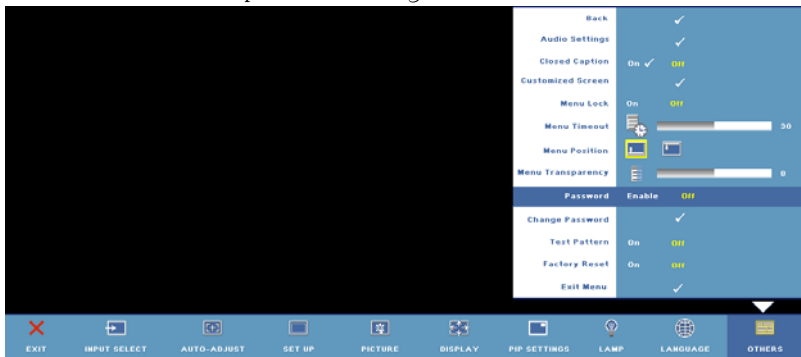 Back
Audio Settings
Closed Caption On Off
Customized Screen
Menu Lock On Off
Menu Timeout 30
Menu Position
Menu Transparency 0
Password Enable Off
Change Password
Test Pattern On Off
Factory Reset On Off
Exit Menu
EXIT INPUT SELECT AUTO-ADJUST SET UP PICTURE DISPLAY PIP SETTINGS LAMP LANGUAGE OTHERS